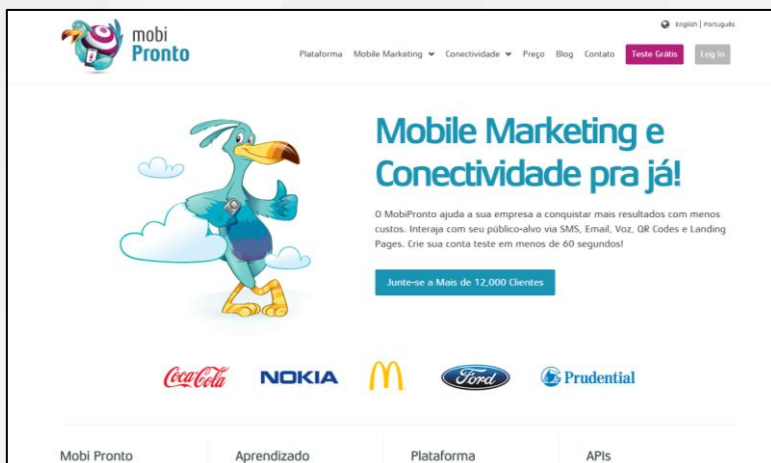 English | Português
mobi
Pronto
Plataforma Mobile Marketing Conectividade Preço Blog Contato Teste Grátis Log In
Mobile Marketing e
Conectividade pra já!
O MobiPronto ajuda a sua empresa a conquistar mais resultados com menos
custos. Interaja com seu público-alvo via SMS, Email, Voz, QR Codes e Landing
Pages. Crie sua conta teste em menos de 60 segundos!
Junte-se a Mais de 12,000 Clientes
Coca-Cola NOKIA Ford Prudential
Mobi Pronto Aprendizado Plataforma APIs